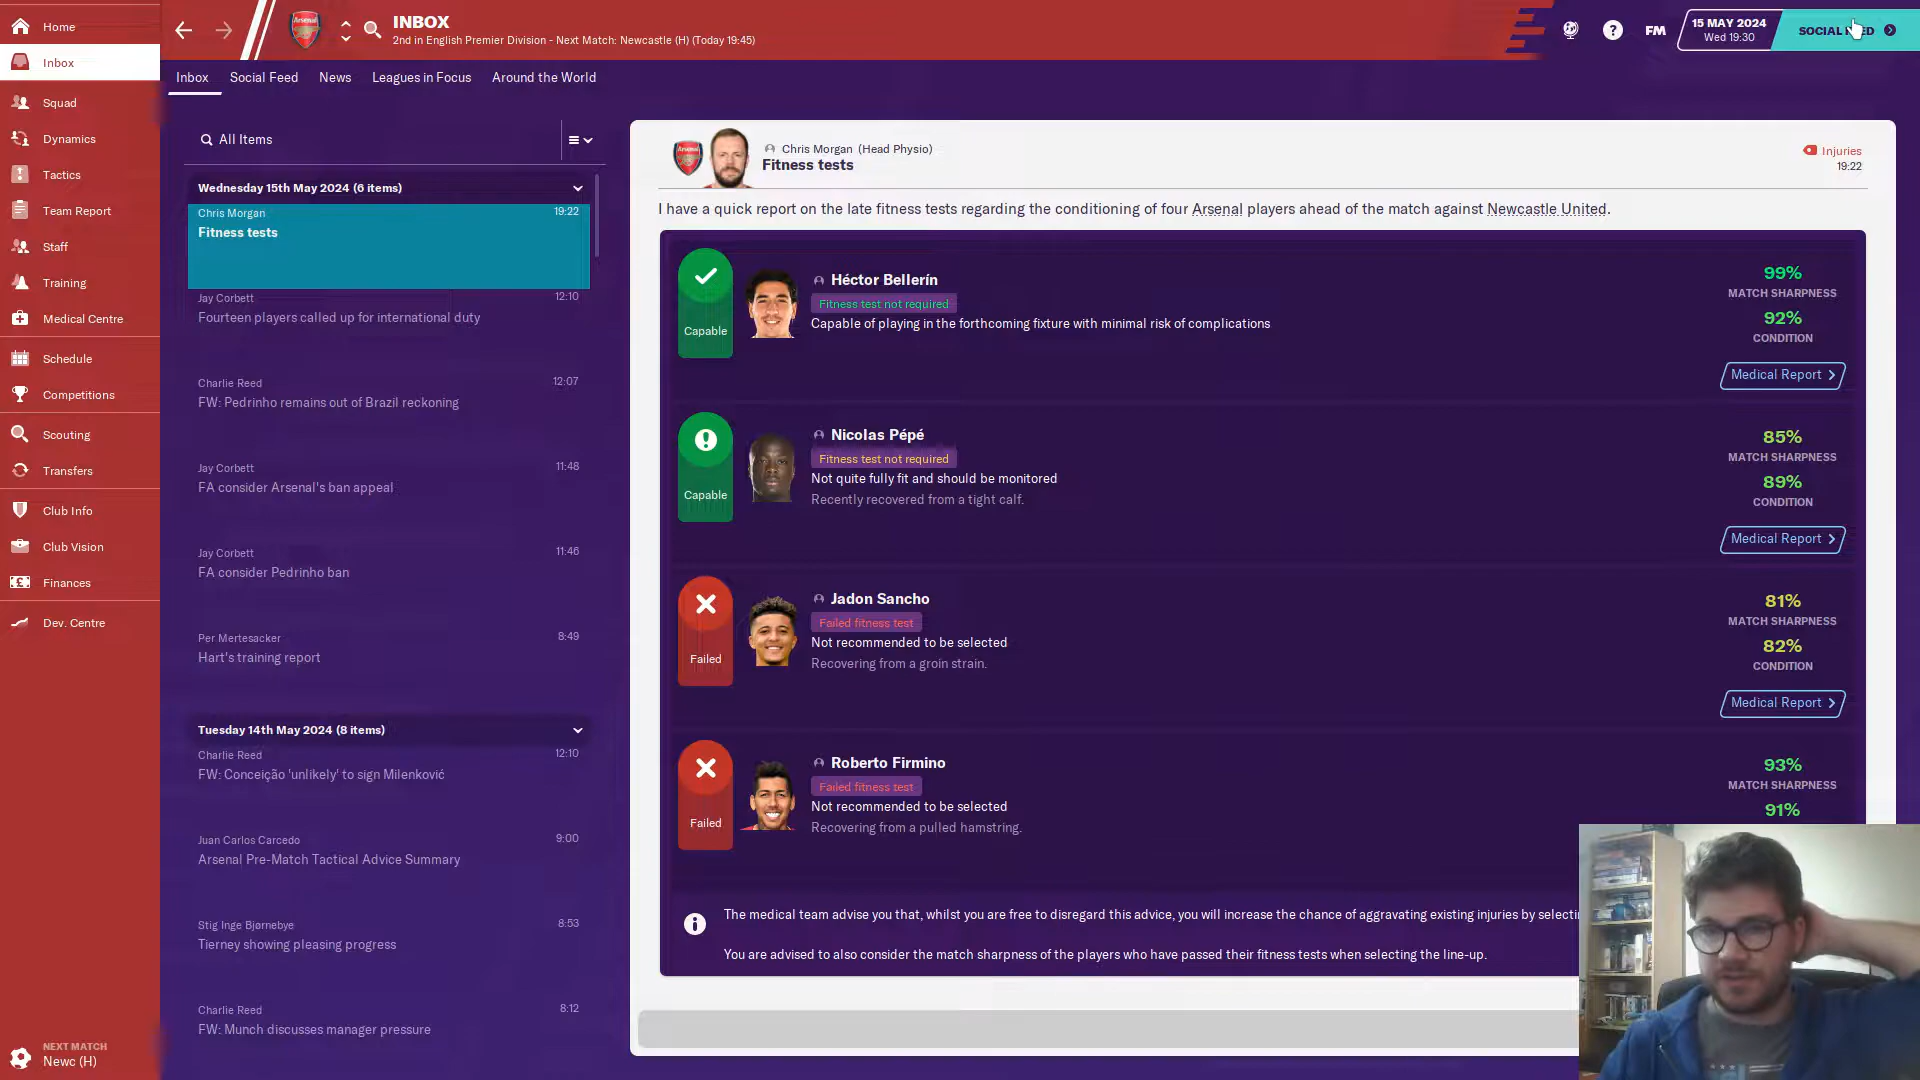 Home
Inbox
Squad
Dynamics
Tactics
Team Report
Staff
Training
Medical Centre
Schedule
Competitions
Scouting
Transfers
Club Info
Club Vision
Finances
Dev. Centre
NEXT MATCH
Newc (H)
Arsenal
INBOX
2nd in English Premier Division - Next Match: Newcastle (H) (Today 19:45)
FM
15 MAY 2024
Wed 19:30
SOCIAL
Inbox
Social Feed
News
Leagues in Focus
Around the World
All Items
Wednesday 15th May 2024 (6 items)
Chris Morgan 19:22
Fitness tests
Jay Corbett 12:10
Fourteen players called up for international duty
Charlie Reed 12:07
FW: Pedrinho remains out of Brazil reckoning
Jay Corbett 11:48
FA consider Arsenal's ban appeal
Jay Corbett 11:46
FA consider Pedrinho ban
Per Mertesacker 8:49
Hart's training report
Tuesday 14th May 2024 (8 items)
Charlie Reed 12:10
FW: Conceição 'unlikely' to sign Milenković
Juan Carlos Carcedo 9:00
Arsenal Pre-Match Tactical Advice Summary
Stig Inge Bjørnebye 8:53
Tierney showing pleasing progress
Charlie Reed 8:12
FW: Munch discusses manager pressure
Arsenal
Chris Morgan (Head Physio)
Fitness tests
Injuries
19:22
I have a quick report on the late fitness tests regarding the conditioning of four Arsenal players ahead of the match against Newcastle United.
Capable
Héctor Bellerín
Fitness test not required
Capable of playing in the forthcoming fixture with minimal risk of complications
99%
MATCH SHARPNESS
92%
CONDITION
Medical Report
Capable
Nicolas Pépé
Fitness test not required
Not quite fully fit and should be monitored
Recently recovered from a tight calf.
85%
MATCH SHARPNESS
89%
CONDITION
Medical Report
Failed
Jadon Sancho
Failed fitness test
Not recommended to be selected
Recovering from a groin strain.
81%
MATCH SHARPNESS
82%
CONDITION
Medical Report
Failed
Roberto Firmino
Failed fitness test
Not recommended to be selected
Recovering from a pulled hamstring.
93%
MATCH SHARPNESS
91%
The medical team advise you that, whilst you are free to disregard this advice, you will increase the chance of aggravating existing injuries by selecti
You are advised to also consider the match sharpness of the players who have passed their fitness tests when selecting the line-up.